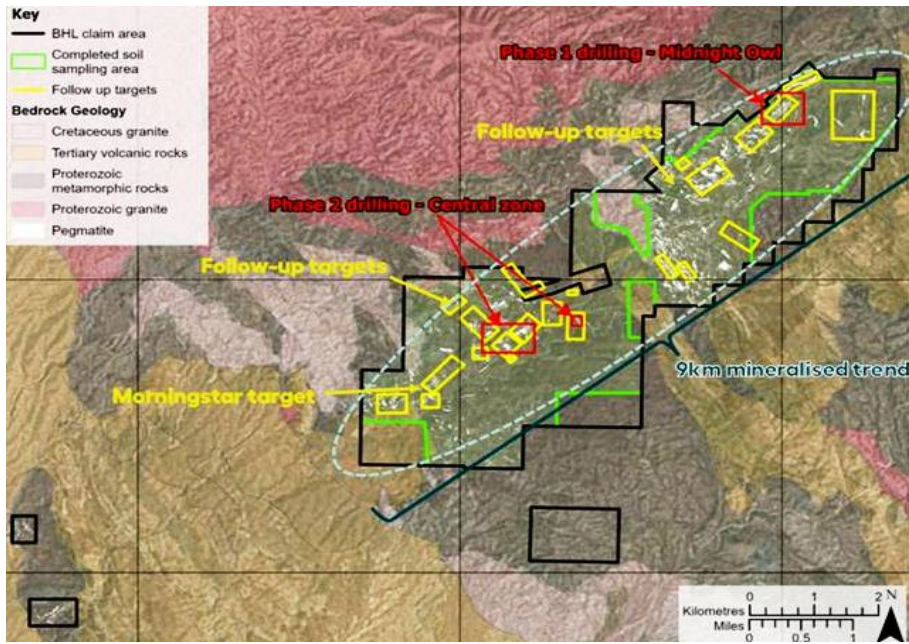 Key
BHL claim area
Completed soil
sampling area
Follow up targets
Bedrock Geology
Cretaceous granite
Tertiary volcanic rocks
Proterozoic
metamorphic rocks
Proterozoic granite
Pegmatite
Phase 1 drilling - Midnight Owl
Follow-up targets
Phase 2 drilling - Central zone
Follow-up targets
9km mineralised trend
Morningstar target
0 1 2
Kilometres
Miles
0 0.5
N